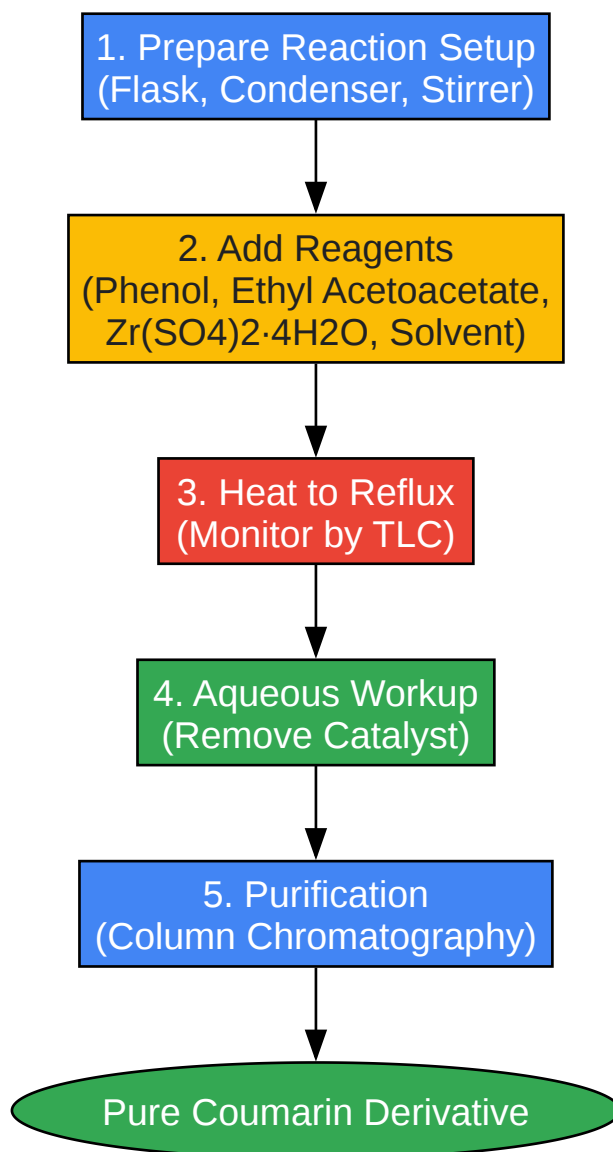 1. Prepare Reaction Setup
(Flask, Condenser, Stirrer)
2. Add Reagents
(Phenol, Ethyl Acetoacetate,
Zr(SO4)2·4H2O, Solvent)
3. Heat to Reflux
(Monitor by TLC)
4. Aqueous Workup
(Remove Catalyst)
5. Purification
(Column Chromatography)
Pure Coumarin Derivative